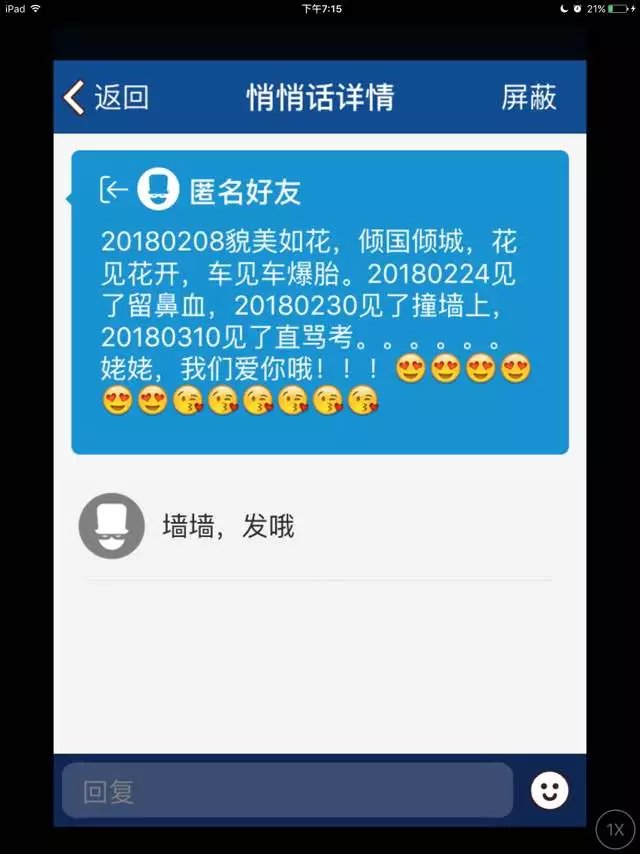 iPad 下午7:15 21%
返回 悄悄话详情 屏蔽
匿名好友
20180208貌美如花，倾国倾城，花
见花开，车见车爆胎。20180224见
了留鼻血，20180230见了撞墙上，
20180310见了直骂考。。。。。。
姥姥，我们爱你哦！！！😍😍😍😍
😍😍😘😘😘😘😘😘
墙墙，发哦
回复
1X